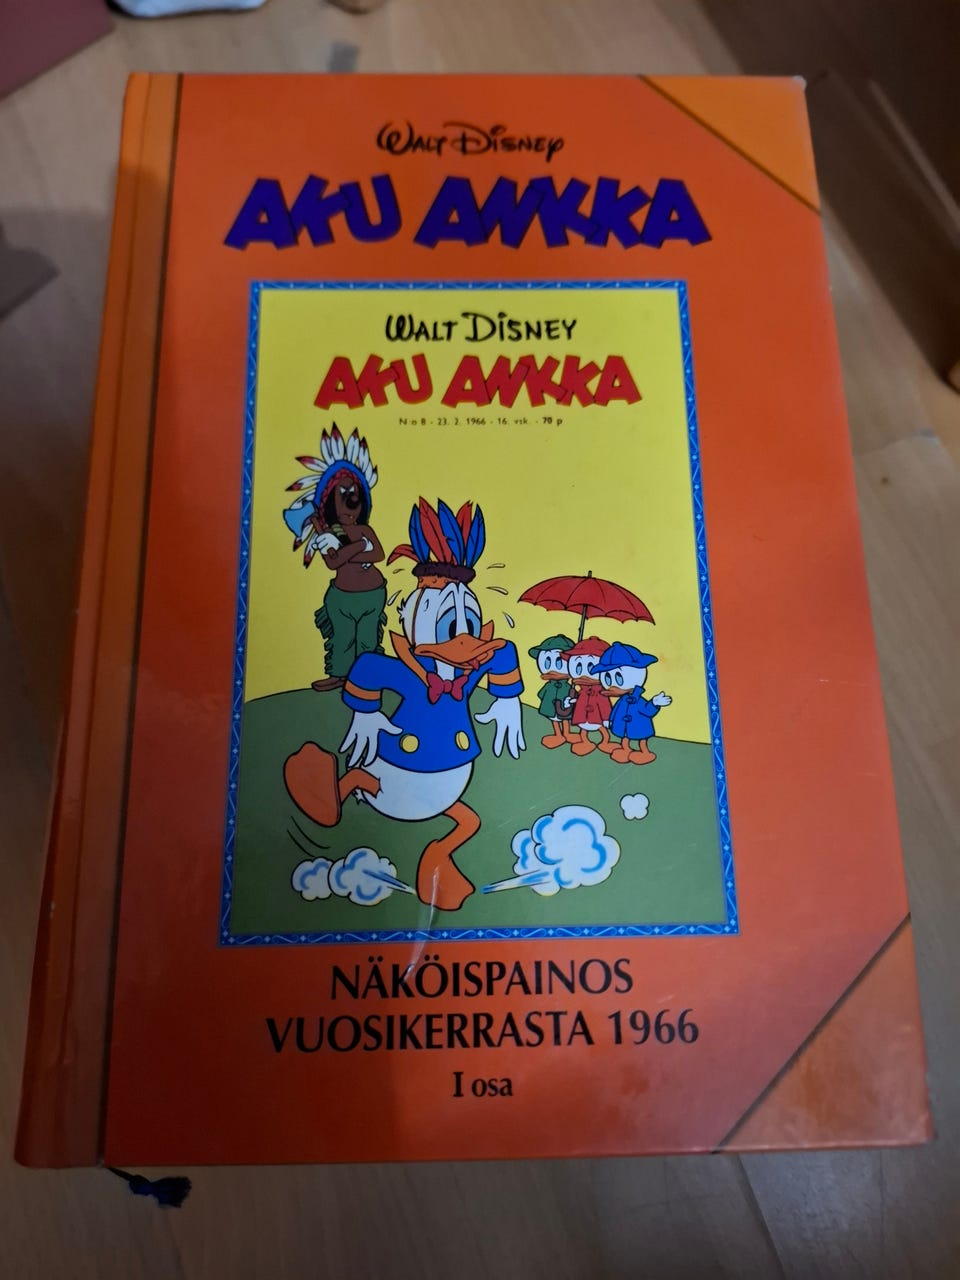 WALT DISNEY
AKU ANKKA
WALT DISNEY
AKU ANKKA
N:o 8 - 23. 2. 1966 - 16. vsk. - 70 p
NÄKÖISPAINOS
VUOSIKERRASTA 1966
I osa